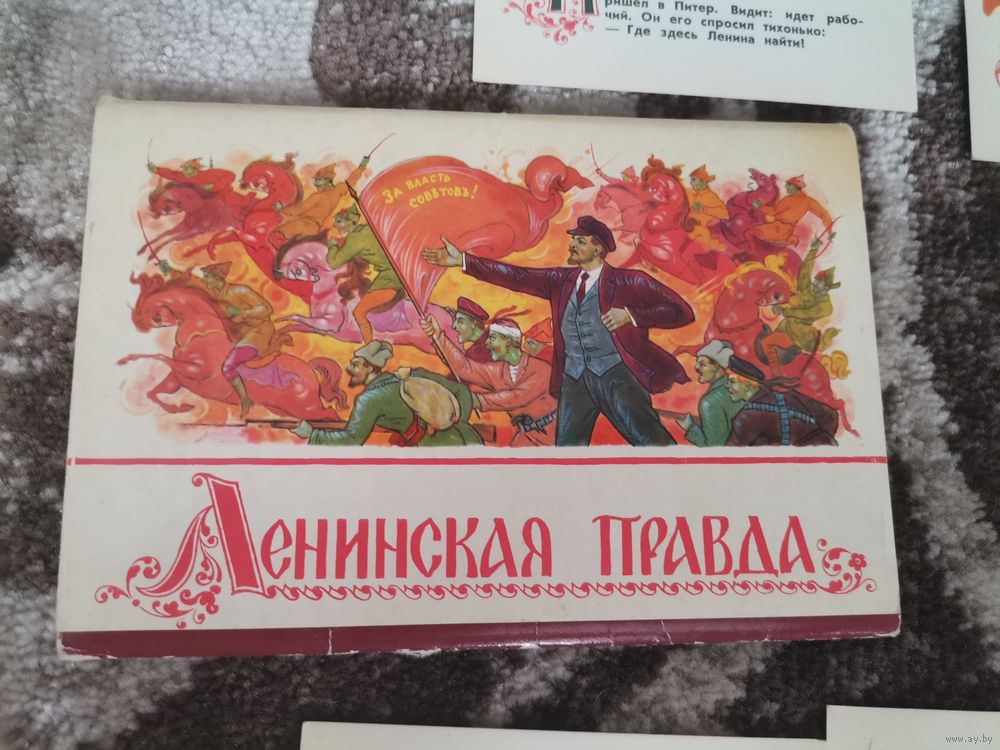 ришел в Питер. Видит: идет рабо-
чий. Он его спросил тихонько:
— Где здесь Ленина найти!
За власть
совѣтовъ!
Ленинская правда
www.ay.by